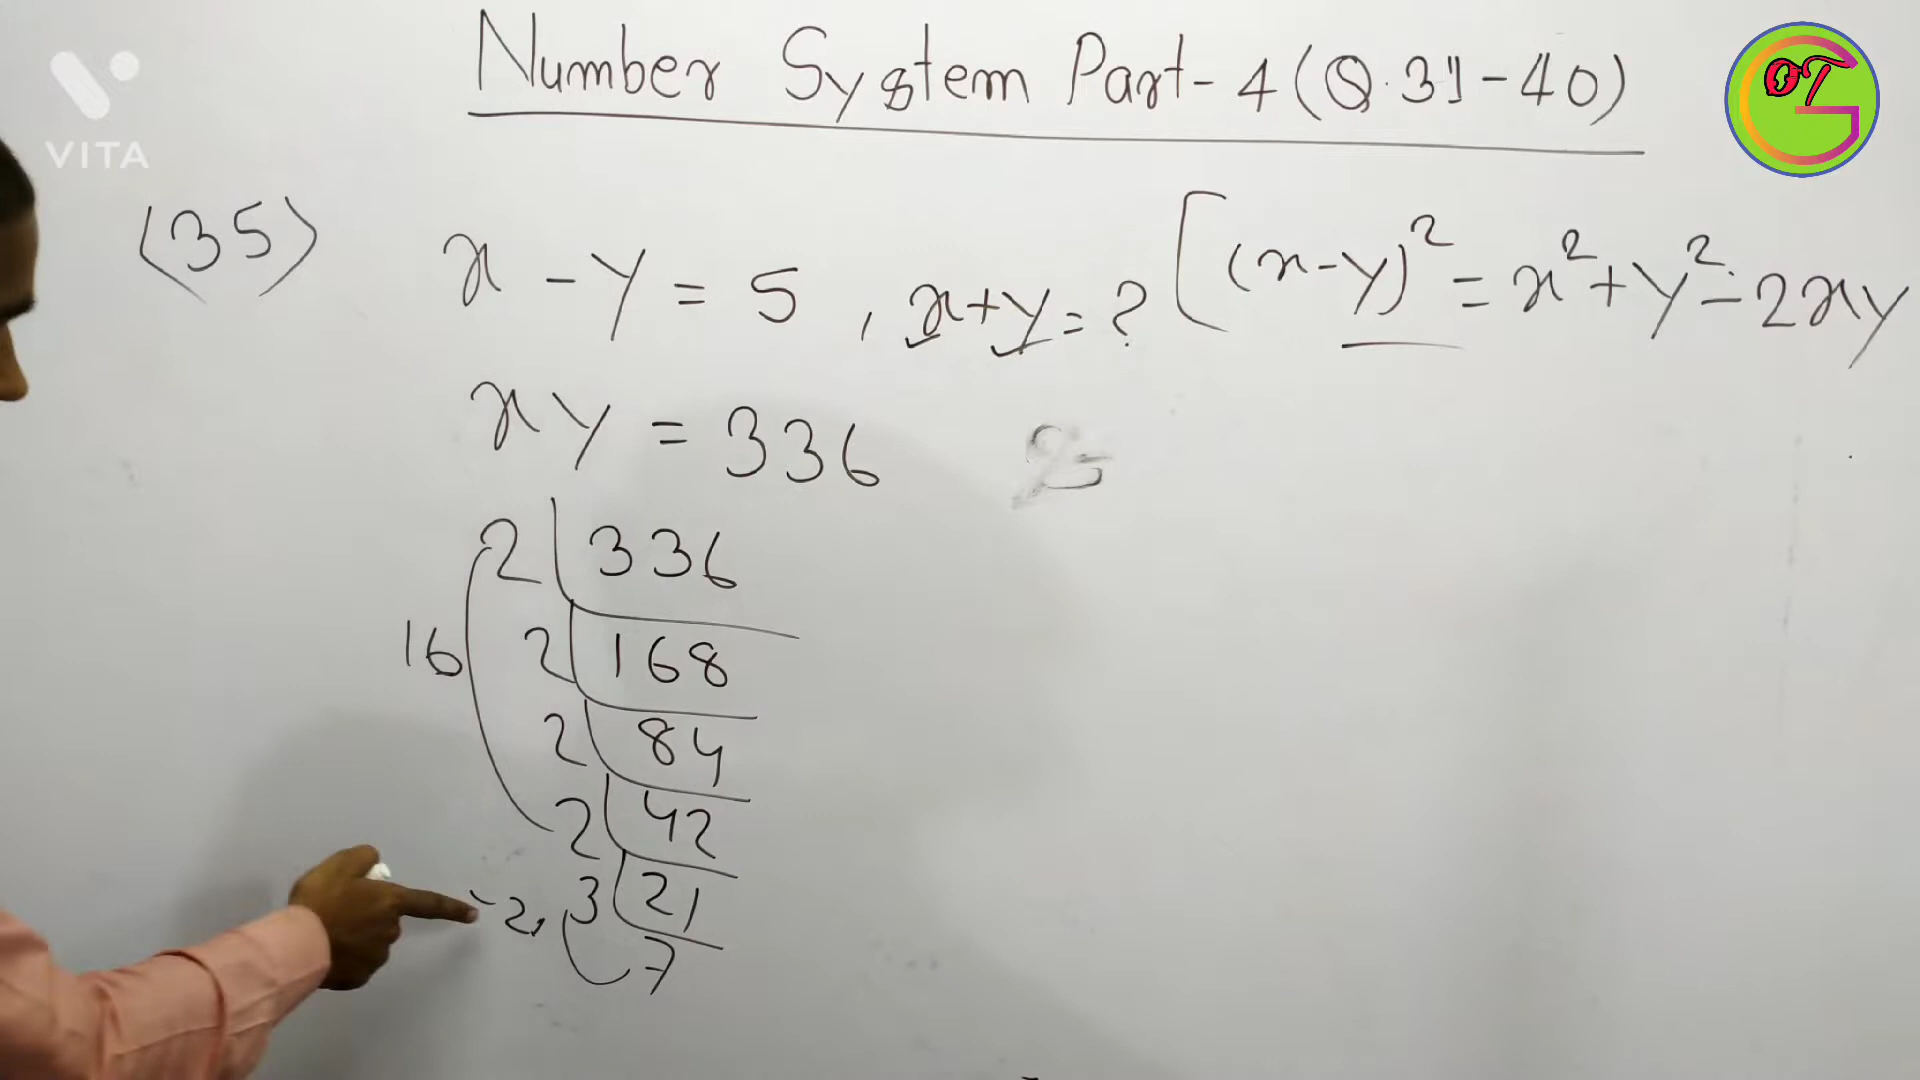 Number System Part-4 (Q.31-40)
VITA
OTG
(35) x - y = 5, x+y = ? [(x-y)² = x²+y²-2xy
xy = 336
2 | 336
16 2 | 168
2 | 84
2 | 42
3 | 21
7